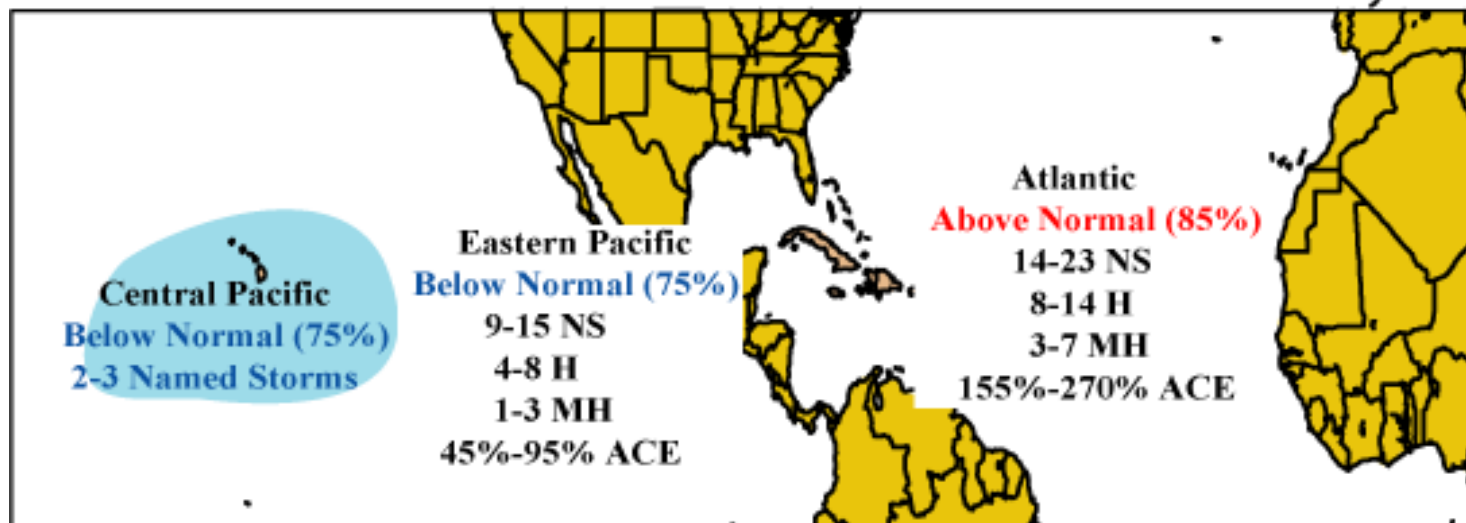 Central Pacific
Below Normal (75%)
2-3 Named Storms
Eastern Pacific
Below Normal (75%)
9-15 NS
4-8 H
1-3 MH
45%-95% ACE
Atlantic
Above Normal (85%)
14-23 NS
8-14 H
3-7 MH
155%-270% ACE